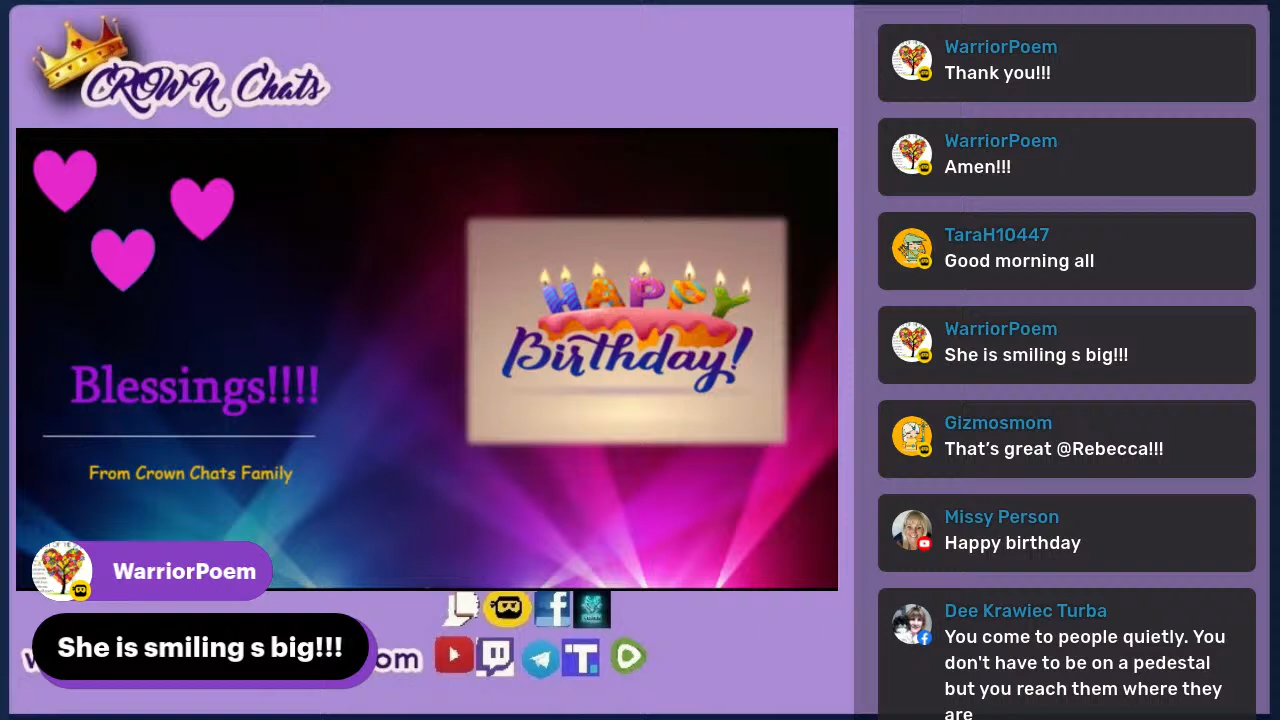 CROWN Chats
HAPPY
Birthday!
Blessings!!!!
From Crown Chats Family
WarriorPoem
She is smiling s big!!!
om
WarriorPoem
Thank you!!!
WarriorPoem
Amen!!!
TaraH10447
Good morning all
WarriorPoem
She is smiling s big!!!
Gizmosmom
That’s great @Rebecca!!!
Missy Person
Happy birthday
Dee Krawiec Turba
You come to people quietly. You
don't have to be on a pedestal
but you reach them where they
are